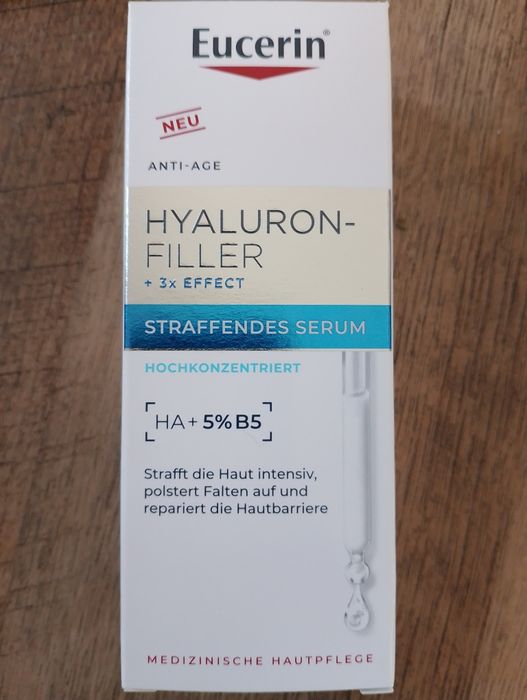 Eucerin®
NEU
ANTI-AGE
HYALURON-
FILLER
+ 3x EFFECT
STRAFFENDES SERUM
HOCHKONZENTRIERT
[HA + 5% B5]
Strafft die Haut intensiv,
polstert Falten auf und
repariert die Hautbarriere
MEDIZINISCHE HAUTPFLEGE